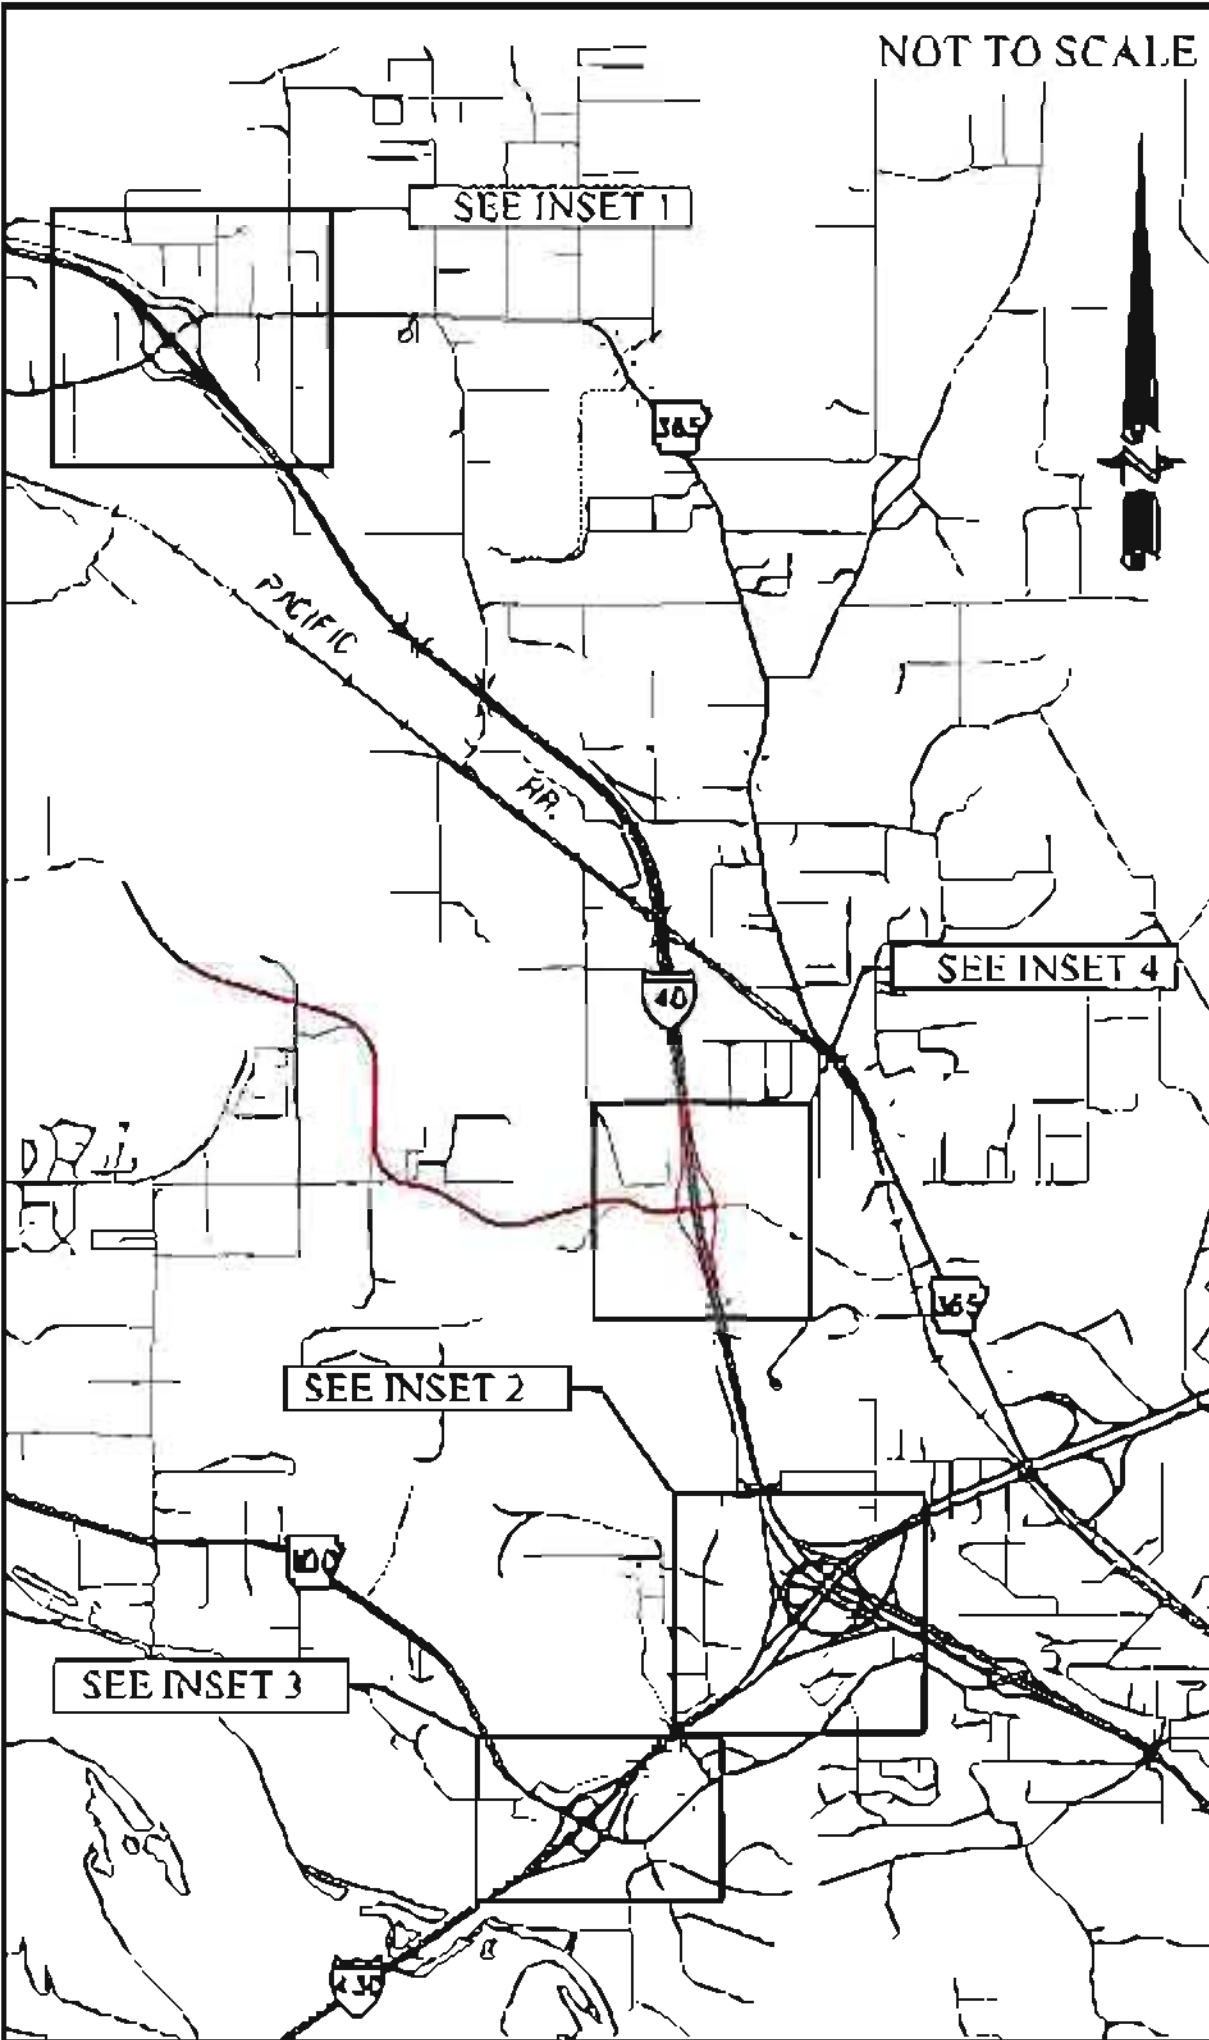 NOT TO SCALE
SEE INSET 1
365
PACIFIC
RR.
SEE INSET 4
40
365
SEE INSET 2
100
SEE INSET 3
430